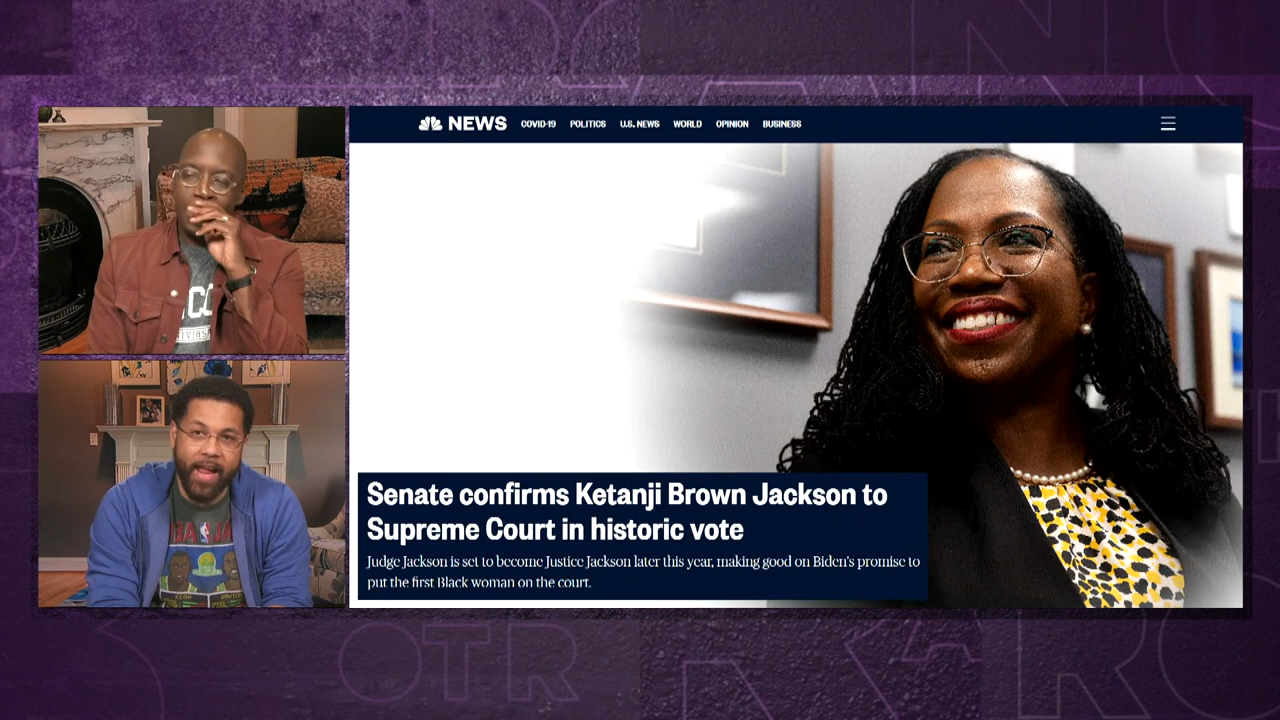 NEWS COVID-19 POLITICS U.S. NEWS WORLD OPINION BUSINESS
Senate confirms Ketanji Brown Jackson to
Supreme Court in historic vote
Judge Jackson is set to become Justice Jackson later this year, making good on Biden's promise to
put the first Black woman on the court.
OTR